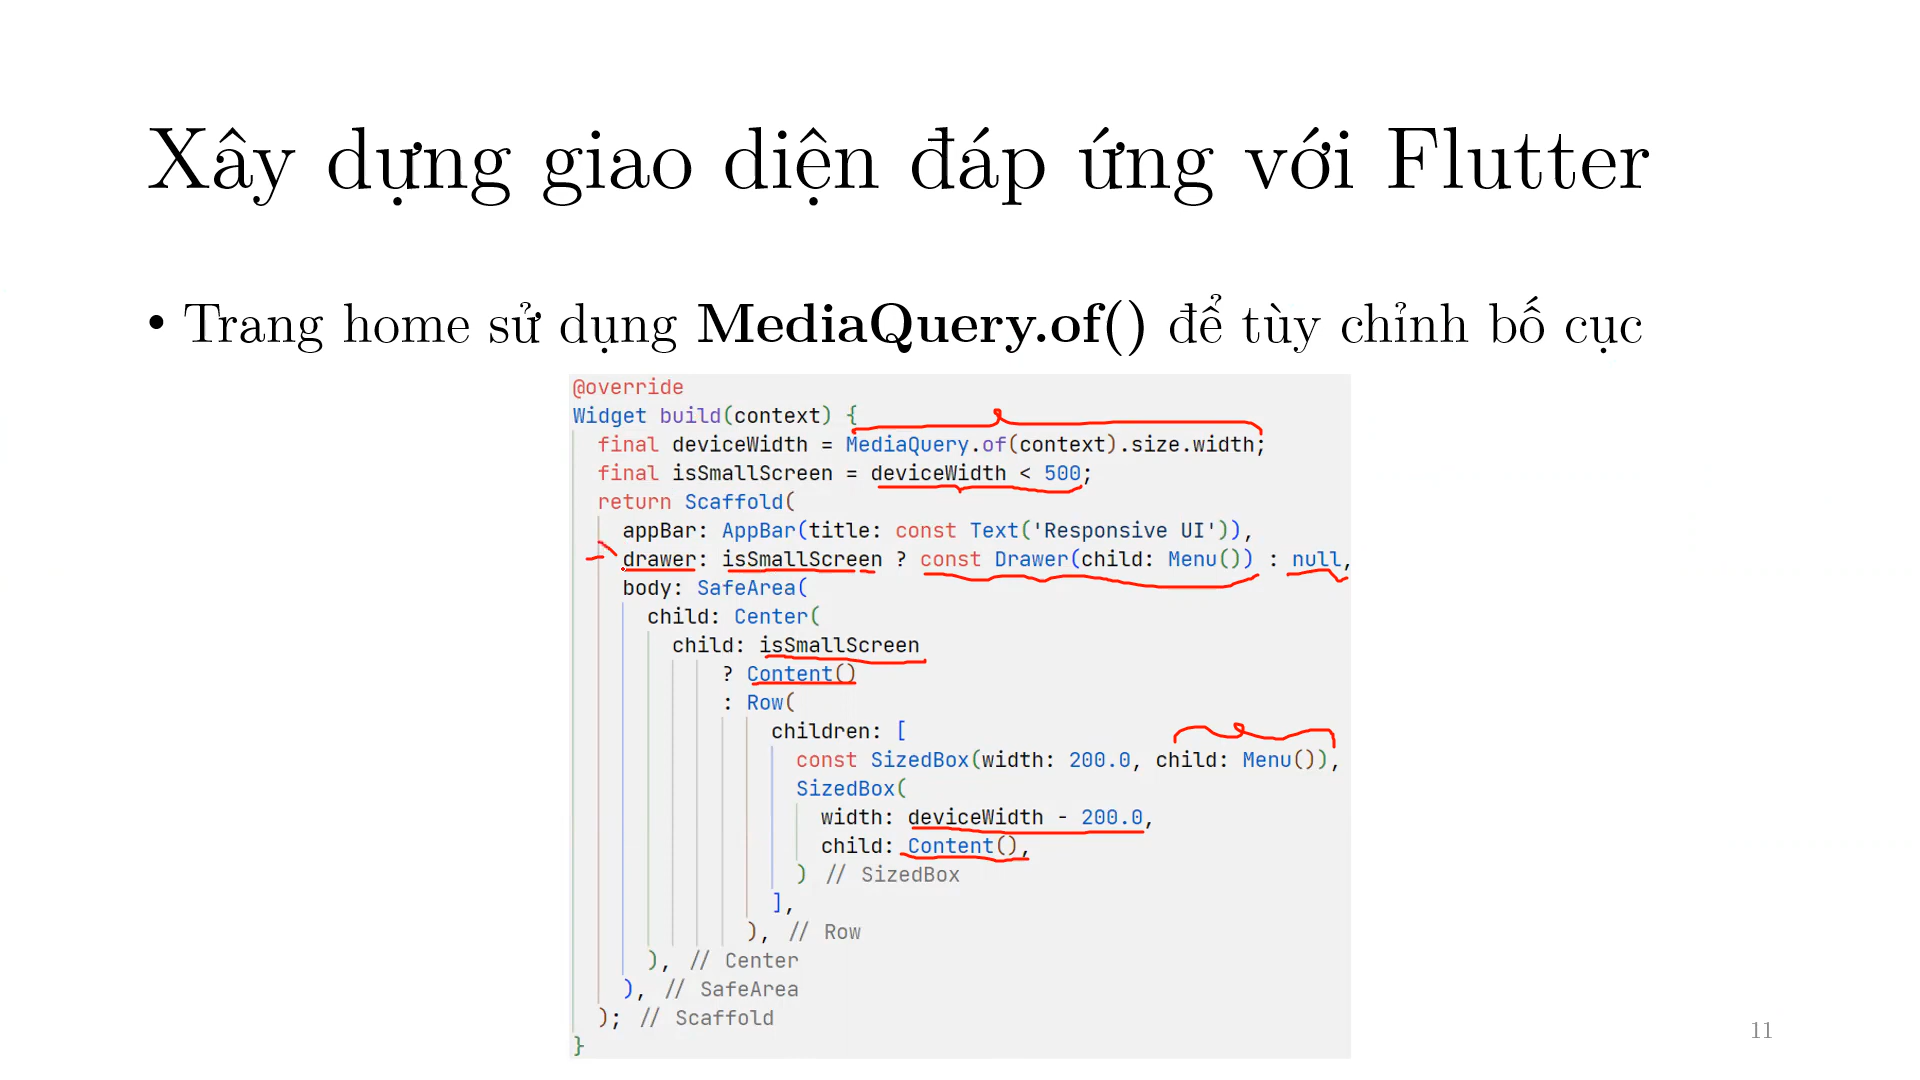 Xây dựng giao diện đáp ứng với Flutter
• Trang home sử dụng MediaQuery.of() để tùy chỉnh bố cục
@override
Widget build(context) {
final deviceWidth = MediaQuery.of(context).size.width;
final isSmallScreen = deviceWidth < 500;
return Scaffold(
appBar: AppBar(title: const Text('Responsive UI')),
drawer: isSmallScreen ? const Drawer(child: Menu()) : null,
body: SafeArea(
child: Center(
child: isSmallScreen
? Content()
: Row(
children: [
const SizedBox(width: 200.0, child: Menu()),
SizedBox(
width: deviceWidth - 200.0,
child: Content(),
) // SizedBox
],
), // Row
), // Center
), // SafeArea
); // Scaffold
}
11